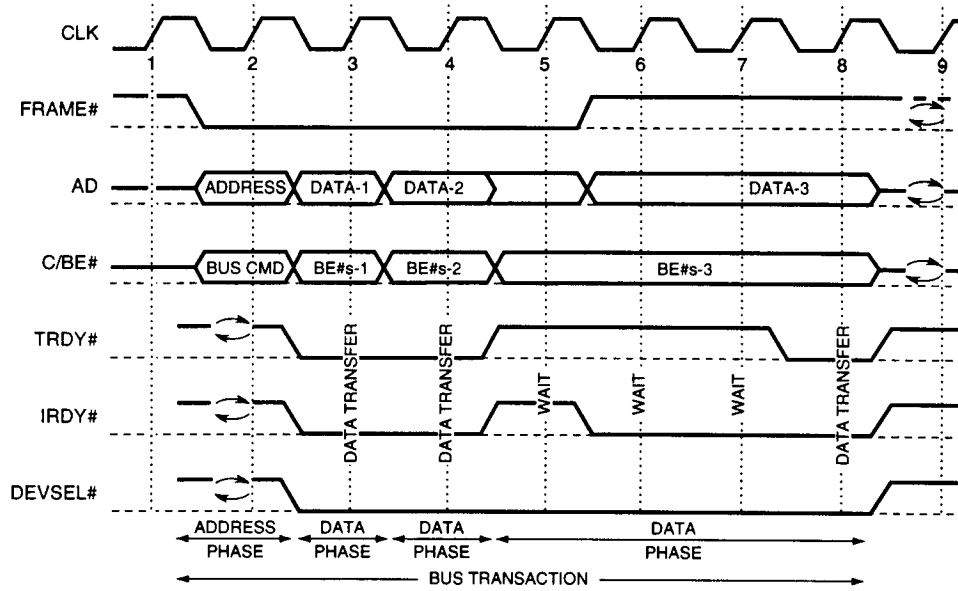 CLK
1 2 3 4 5 6 7 8 9
FRAME#
AD ADDRESS DATA-1 DATA-2 DATA-3
C/BE# BUS CMD BE#s-1 BE#s-2 BE#s-3
TRDY#
IRDY#
DATA TRANSFER
DATA TRANSFER
WAIT
WAIT
WAIT
DATA TRANSFER
DEVSEL#
ADDRESS PHASE
DATA PHASE
DATA PHASE
DATA PHASE
BUS TRANSACTION